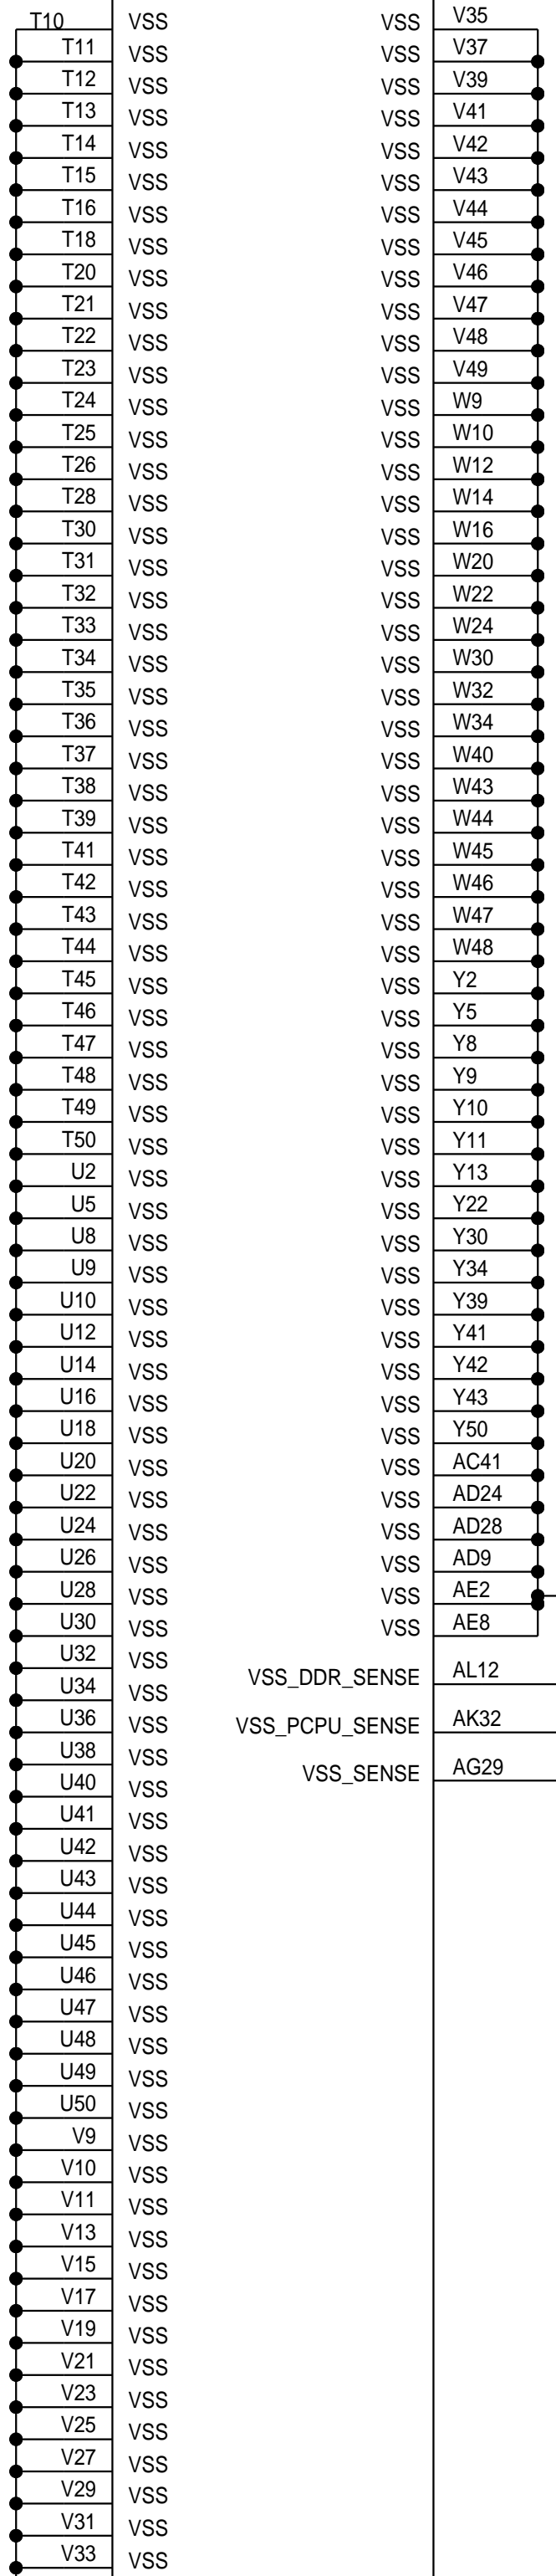 T10 VSS VSS V35
T11 VSS VSS V37
T12 VSS VSS V39
T13 VSS VSS V41
T14 VSS VSS V42
T15 VSS VSS V43
T16 VSS VSS V44
T18 VSS VSS V45
T20 VSS VSS V46
T21 VSS VSS V47
T22 VSS VSS V48
T23 VSS VSS V49
T24 VSS VSS W9
T25 VSS VSS W10
T26 VSS VSS W12
T28 VSS VSS W14
T30 VSS VSS W16
T31 VSS VSS W20
T32 VSS VSS W22
T33 VSS VSS W24
T34 VSS VSS W30
T35 VSS VSS W32
T36 VSS VSS W34
T37 VSS VSS W40
T38 VSS VSS W43
T39 VSS VSS W44
T41 VSS VSS W45
T42 VSS VSS W46
T43 VSS VSS W47
T44 VSS VSS W48
T45 VSS VSS Y2
T46 VSS VSS Y5
T47 VSS VSS Y8
T48 VSS VSS Y9
T49 VSS VSS Y10
T50 VSS VSS Y11
U2 VSS VSS Y13
U5 VSS VSS Y22
U8 VSS VSS Y30
U9 VSS VSS Y34
U10 VSS VSS Y39
U12 VSS VSS Y41
U14 VSS VSS Y42
U16 VSS VSS Y43
U18 VSS VSS Y50
U20 VSS VSS AC41
U22 VSS VSS AD24
U24 VSS VSS AD28
U26 VSS VSS AD9
U28 VSS VSS AE2
U30 VSS VSS AE8
U32 VSS
U34 VSS VSS_DDR_SENSE AL12
U36 VSS VSS_PCPU_SENSE AK32
U38 VSS VSS_SENSE AG29
U40 VSS
U41 VSS
U42 VSS
U43 VSS
U44 VSS
U45 VSS
U46 VSS
U47 VSS
U48 VSS
U49 VSS
U50 VSS
V9 VSS
V10 VSS
V11 VSS
V13 VSS
V15 VSS
V17 VSS
V19 VSS
V21 VSS
V23 VSS
V25 VSS
V27 VSS
V29 VSS
V31 VSS
V33 VSS